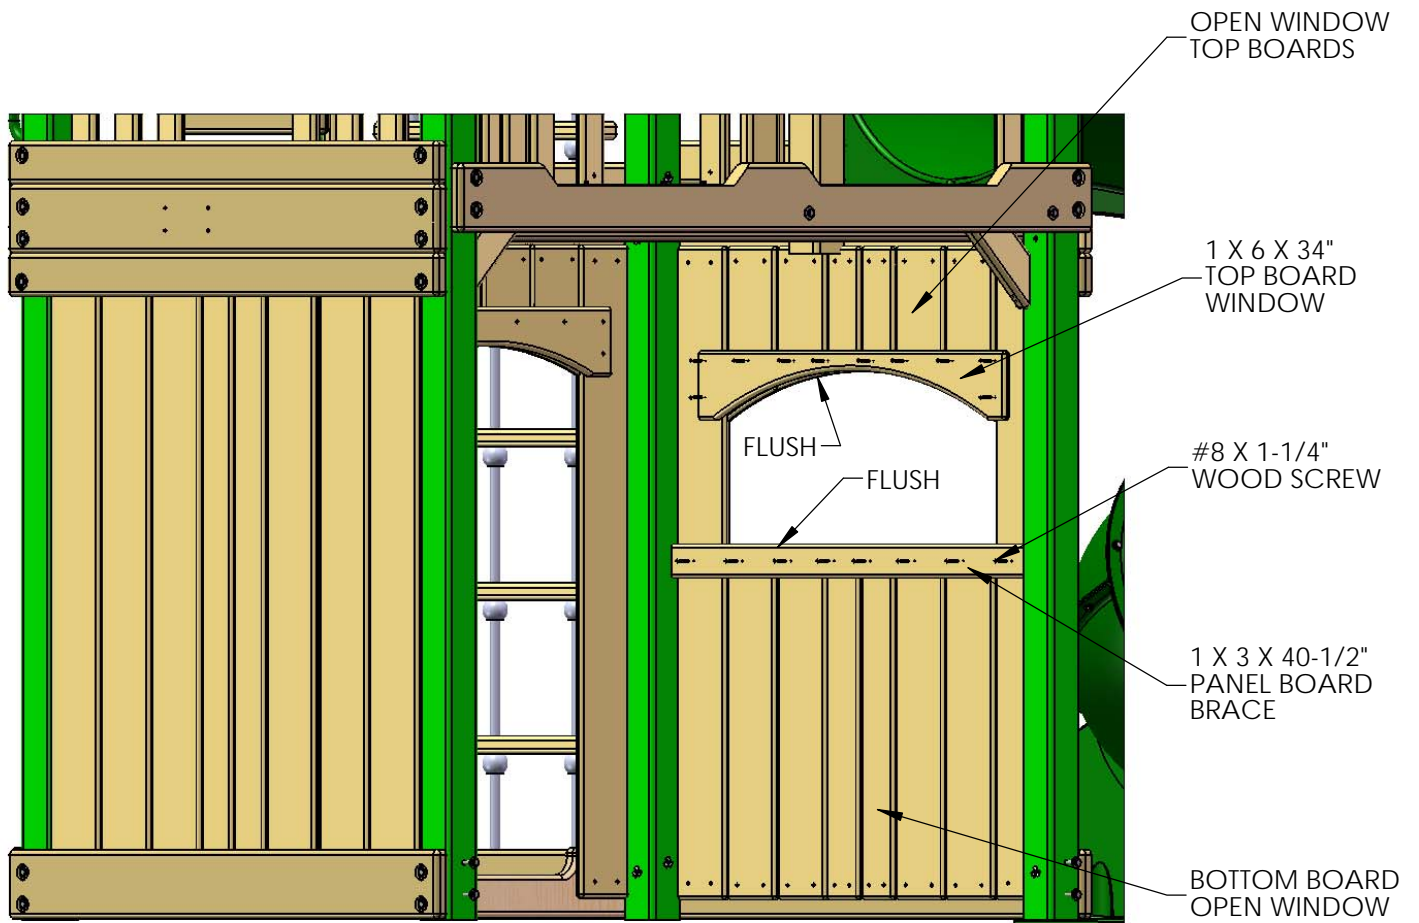 OPEN WINDOW
TOP BOARDS
1 X 6 X 34"
TOP BOARD
WINDOW
FLUSH
#8 X 1-1/4"
WOOD SCREW
FLUSH
1 X 3 X 40-1/2"
PANEL BOARD
BRACE
BOTTOM BOARD
OPEN WINDOW